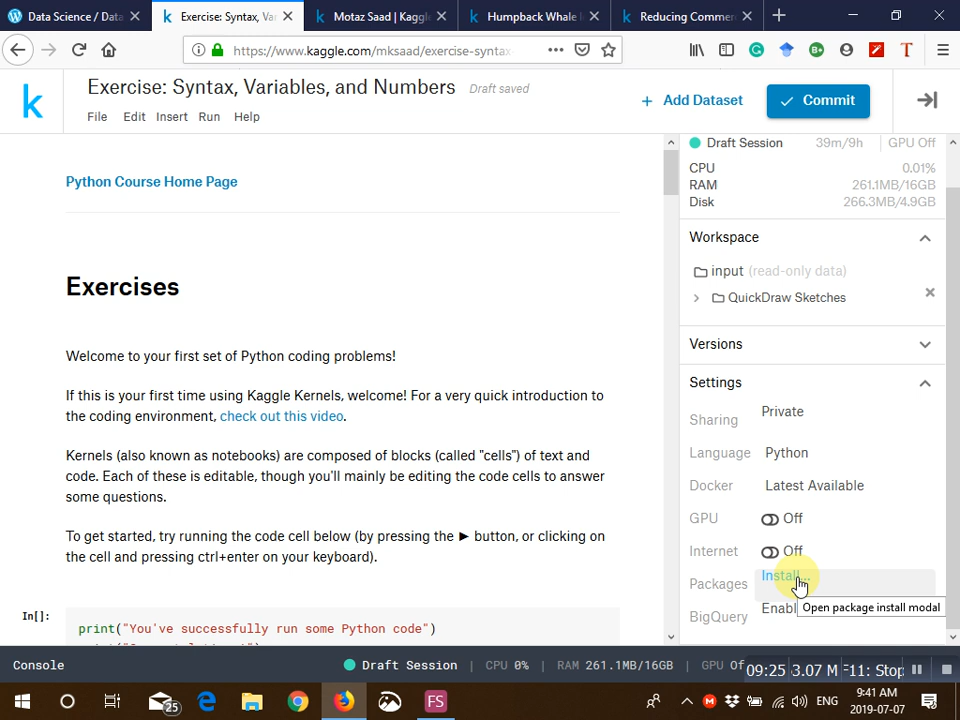 Data Science / Data
Exercise: Syntax, Va
Motaz Saad | Kaggl
Humpback Whale I
Reducing Commer
https://www.kaggle.com/mksaad/exercise-syntax-
Exercise: Syntax, Variables, and Numbers
Draft saved
File Edit Insert Run Help
+ Add Dataset
Commit
Draft Session 39m/9h GPU Off
CPU 0.01%
RAM 261.1MB/16GB
Disk 266.3MB/4.9GB
Workspace
input (read-only data)
QuickDraw Sketches
Versions
Settings
Sharing Private
Language Python
Docker Latest Available
GPU Off
Internet Off
Packages Install...
BigQuery Enabl
Open package install modal
Python Course Home Page
Exercises
Welcome to your first set of Python coding problems!
If this is your first time using Kaggle Kernels, welcome! For a very quick introduction to
the coding environment, check out this video.
Kernels (also known as notebooks) are composed of blocks (called "cells") of text and
code. Each of these is editable, though you'll mainly be editing the code cells to answer
some questions.
To get started, try running the code cell below (by pressing the ► button, or clicking on
the cell and pressing ctrl+enter on your keyboard).
In[]:
print("You've successfully run some Python code")
Console
Draft Session | CPU 0% | RAM 261.1MB/16GB | GPU Of
09:25 3.07 M F11: Stop
25
FS
ENG
9:41 AM
2019-07-07